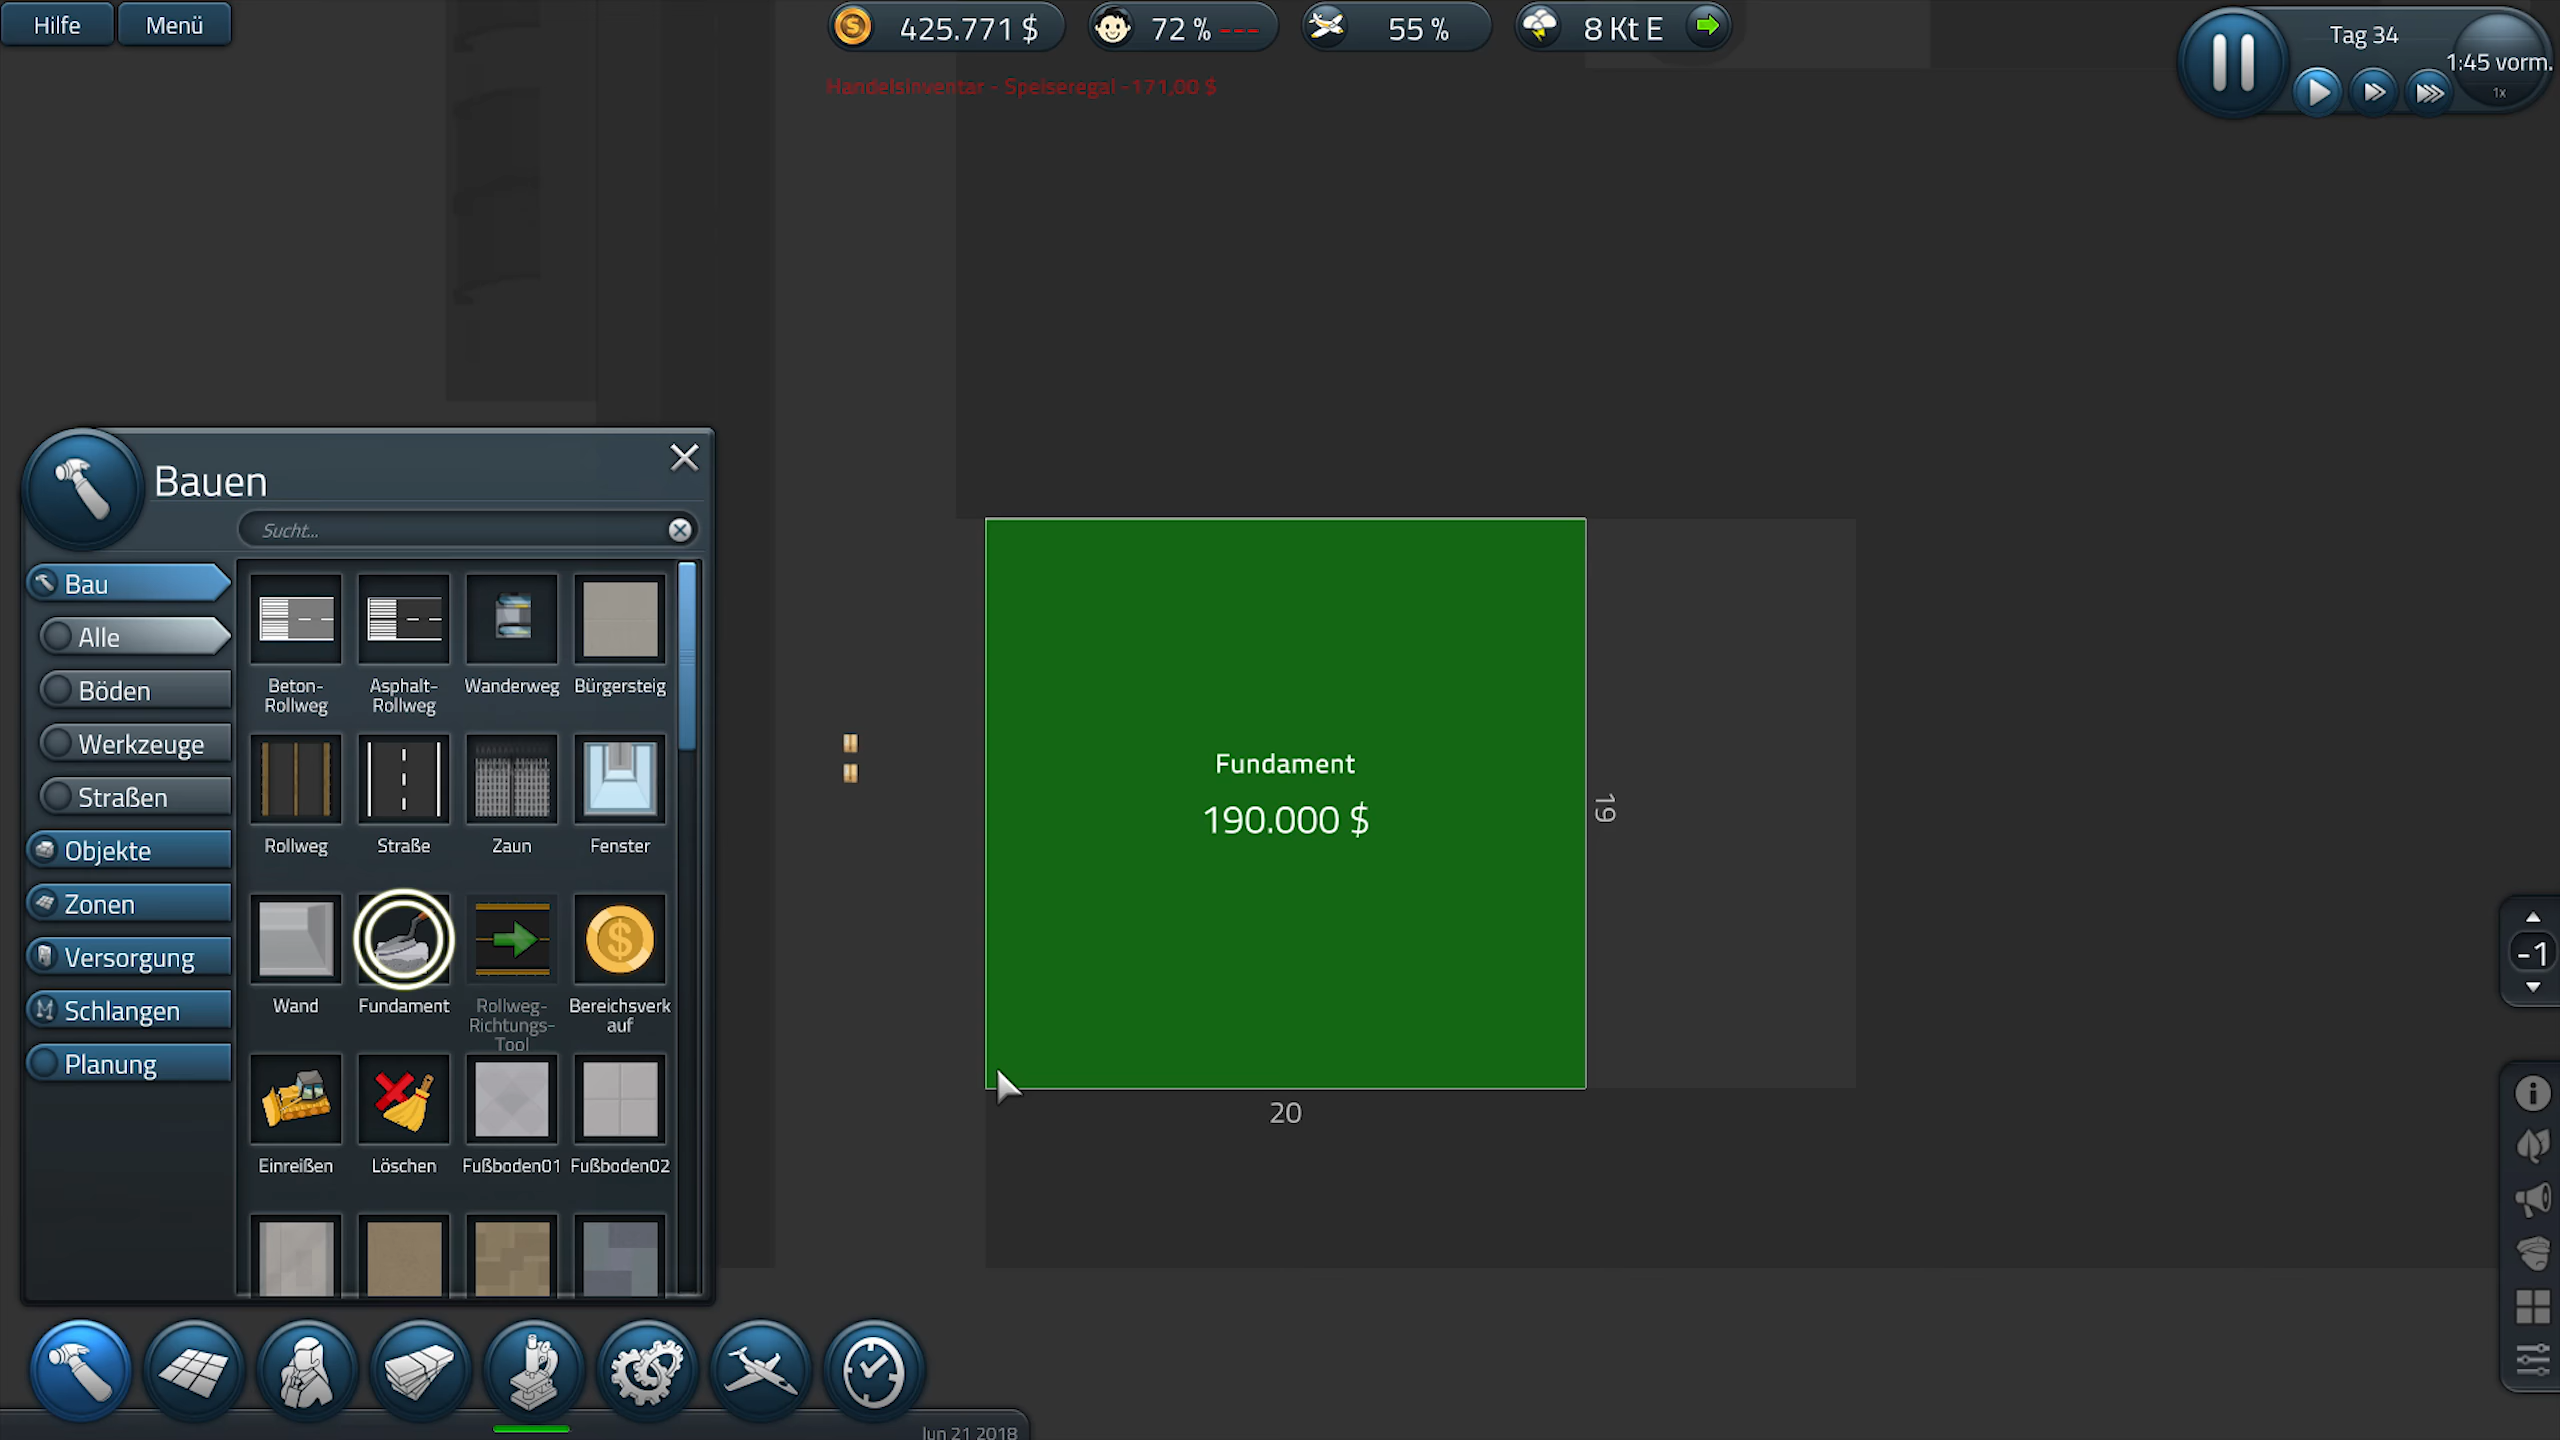 Hilfe
Menü
425.771 $
72 % ---
55 %
8 Kt E
Tag 34
1:45 vorm.
1x
Handelsinventar - Speiseregal -171,00 $
Bauen
Sucht...
Bau
Alle
Böden
Werkzeuge
Straßen
Objekte
Zonen
Versorgung
Schlangen
Planung
Beton-
Rollweg
Asphalt-
Rollweg
Wanderweg
Bürgersteig
Rollweg
Straße
Zaun
Fenster
Wand
Fundament
Rollweg-
Richtungs-
Tool
Bereichsverk
auf
Einreißen
Löschen
Fußboden01
Fußboden02
Fundament
190.000 $
19
20
-1
Jun 21 2018